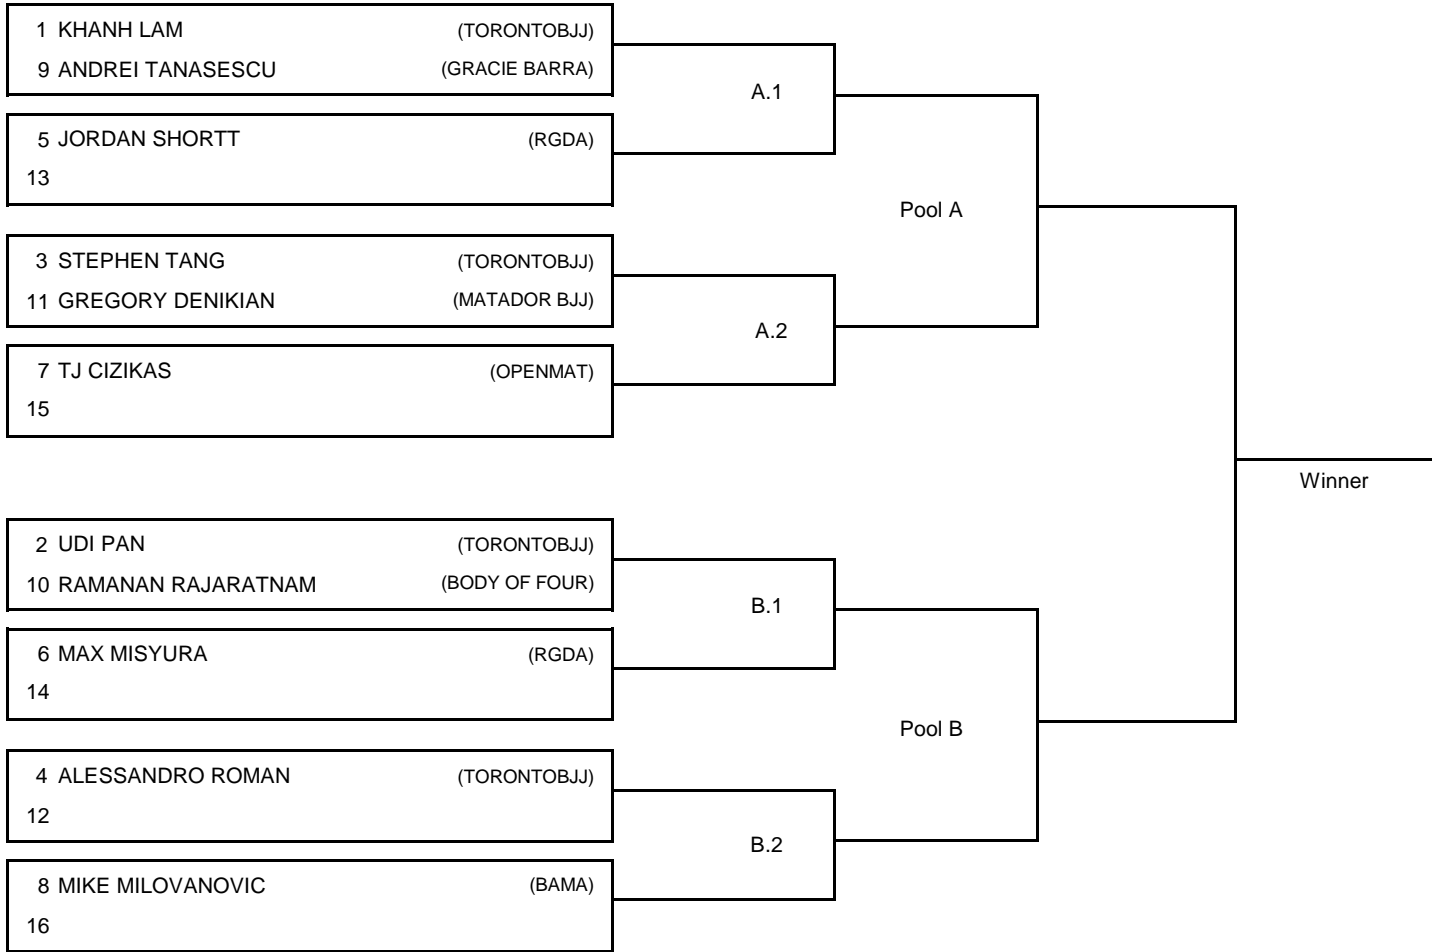 1 KHANH LAM (TORONTOBJJ)
9 ANDREI TANASESCU (GRACIE BARRA)
A.1
5 JORDAN SHORTT (RGDA)
13
Pool A
3 STEPHEN TANG (TORONTOBJJ)
11 GREGORY DENIKIAN (MATADOR BJJ)
A.2
7 TJ CIZIKAS (OPENMAT)
15
Winner
2 UDI PAN (TORONTOBJJ)
10 RAMANAN RAJARATNAM (BODY OF FOUR)
B.1
6 MAX MISYURA (RGDA)
14
Pool B
4 ALESSANDRO ROMAN (TORONTOBJJ)
12
B.2
8 MIKE MILOVANOVIC (BAMA)
16